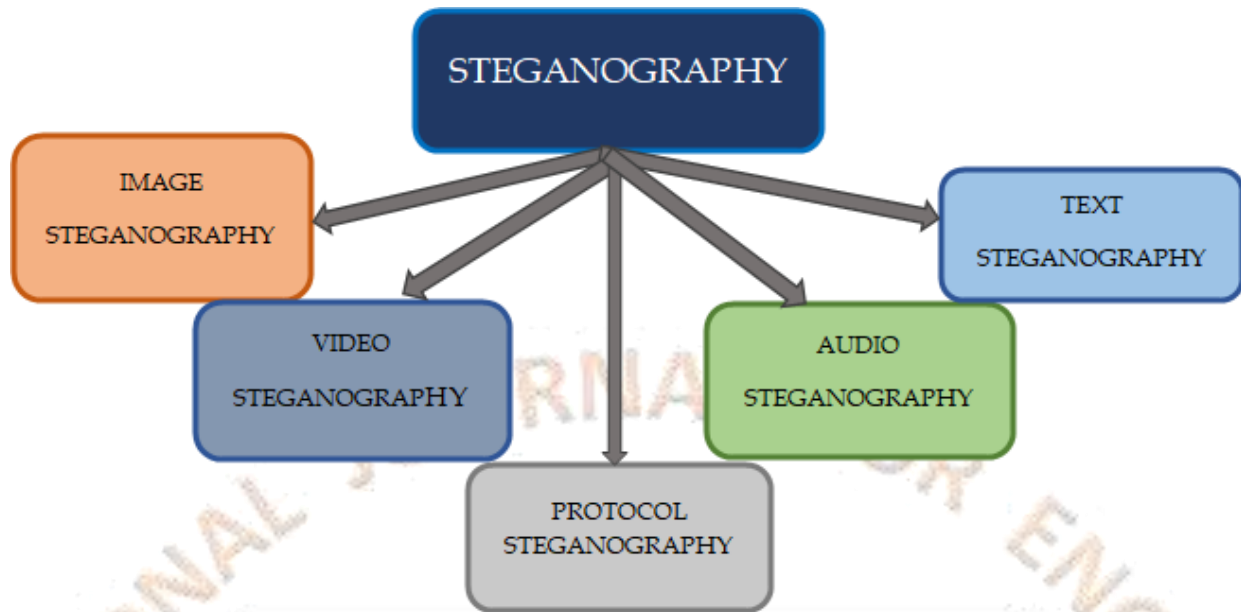 STEGANOGRAPHY
IMAGE
STEGANOGRAPHY
TEXT
STEGANOGRAPHY
VIDEO
STEGANOGRAPHY
AUDIO
STEGANOGRAPHY
PROTOCOL
STEGANOGRAPHY